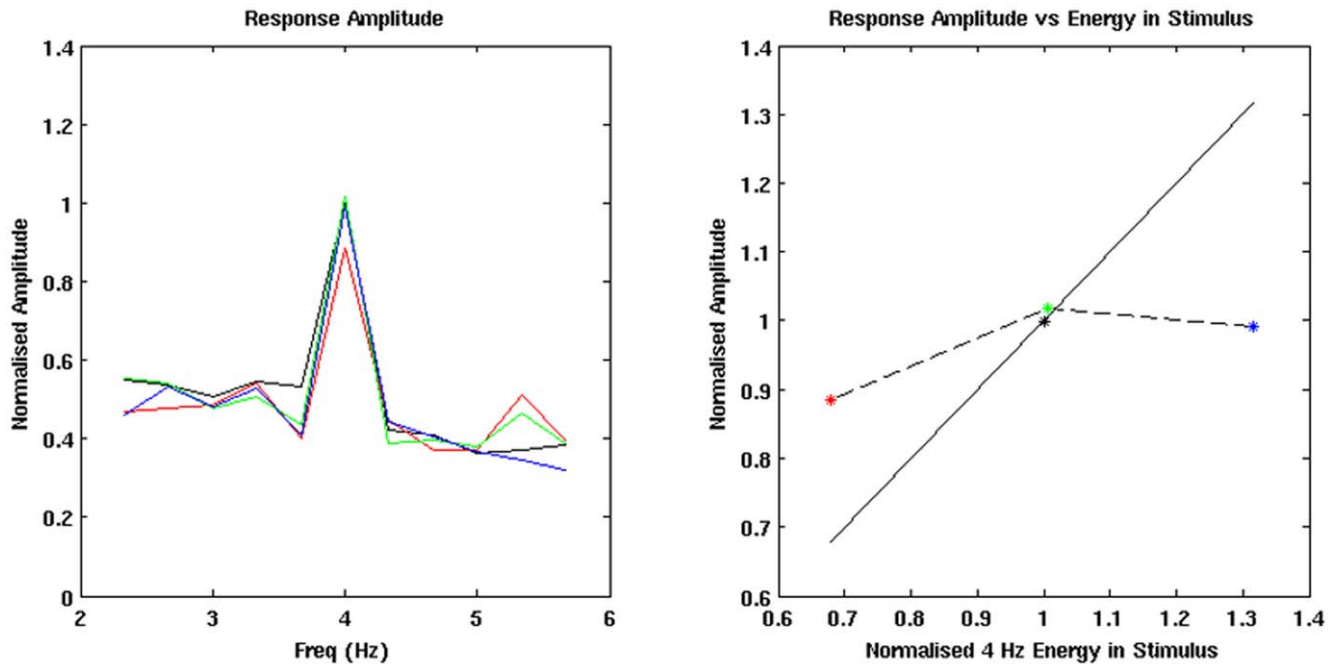 Response Amplitude
1.4
1.2
1
0.8
0.6
0.4
0.2
0
2 3 4 5 6
Normalised Amplitude
Freq (Hz)
Response Amplitude vs Energy in Stimulus
1.4
1.3
1.2
1.1
1
0.9
0.8
0.7
0.6
0.6 0.7 0.8 0.9 1 1.1 1.2 1.3 1.4
Normalised Amplitude
Normalised 4 Hz Energy in Stimulus